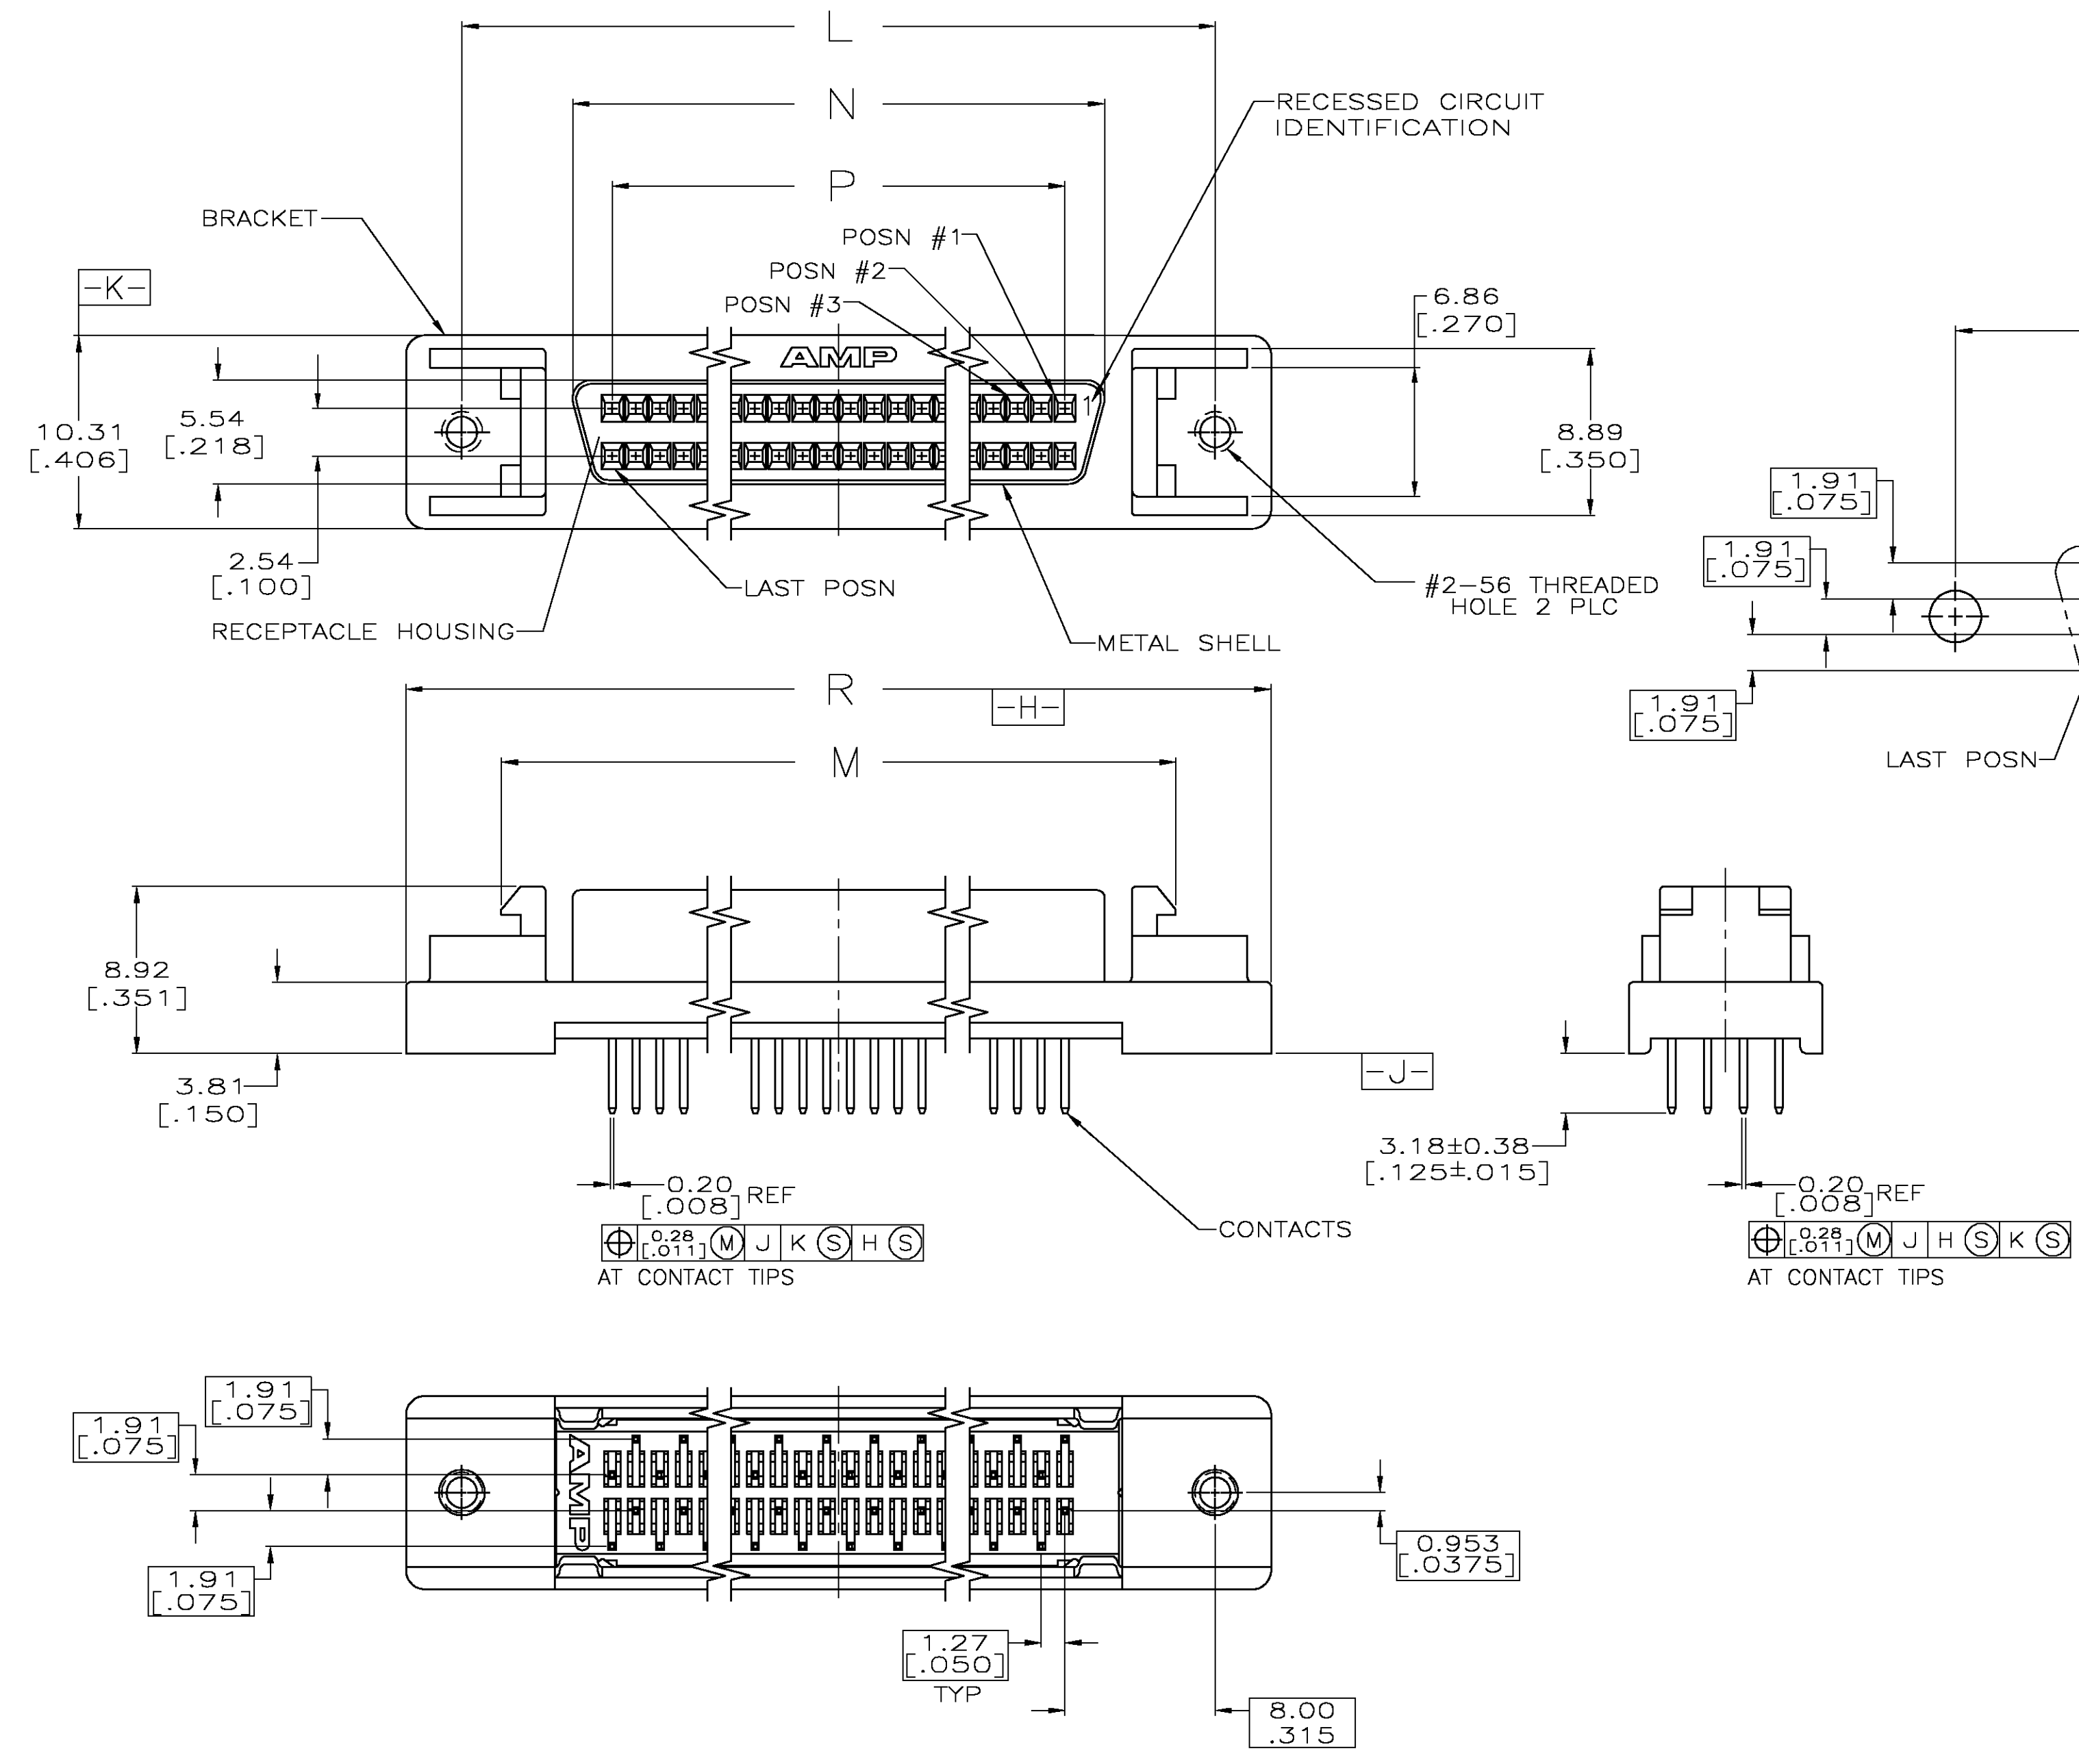 L
N
RECESSED CIRCUIT
IDENTIFICATION
P
BRACKET
POSN #1
POSN #2
POSN #3
-K-
6.86
[.270]
AMP
1
5.54
[.218]
10.31
[.406]
8.89
[.350]
1.91
[.075]
1.91
[.075]
2.54
[.100]
LAST POSN
#2-56 THREADED
HOLE 2 PLC
RECEPTACLE HOUSING
METAL SHELL
R
-H-
1.91
[.075]
M
LAST POSN
8.92
[.351]
3.81
[.150]
-J-
3.18±0.38
[.125±.015]
0.20
[.008] REF
0.28
[.011] M J K S H S
AT CONTACT TIPS
CONTACTS
0.20
[.008] REF
0.28
[.011] M J H S K S
AT CONTACT TIPS
1.91
[.075]
1.91
[.075]
AMP
0.953
[.0375]
1.91
[.075]
1.27
[.050]
TYP
8.00
.315